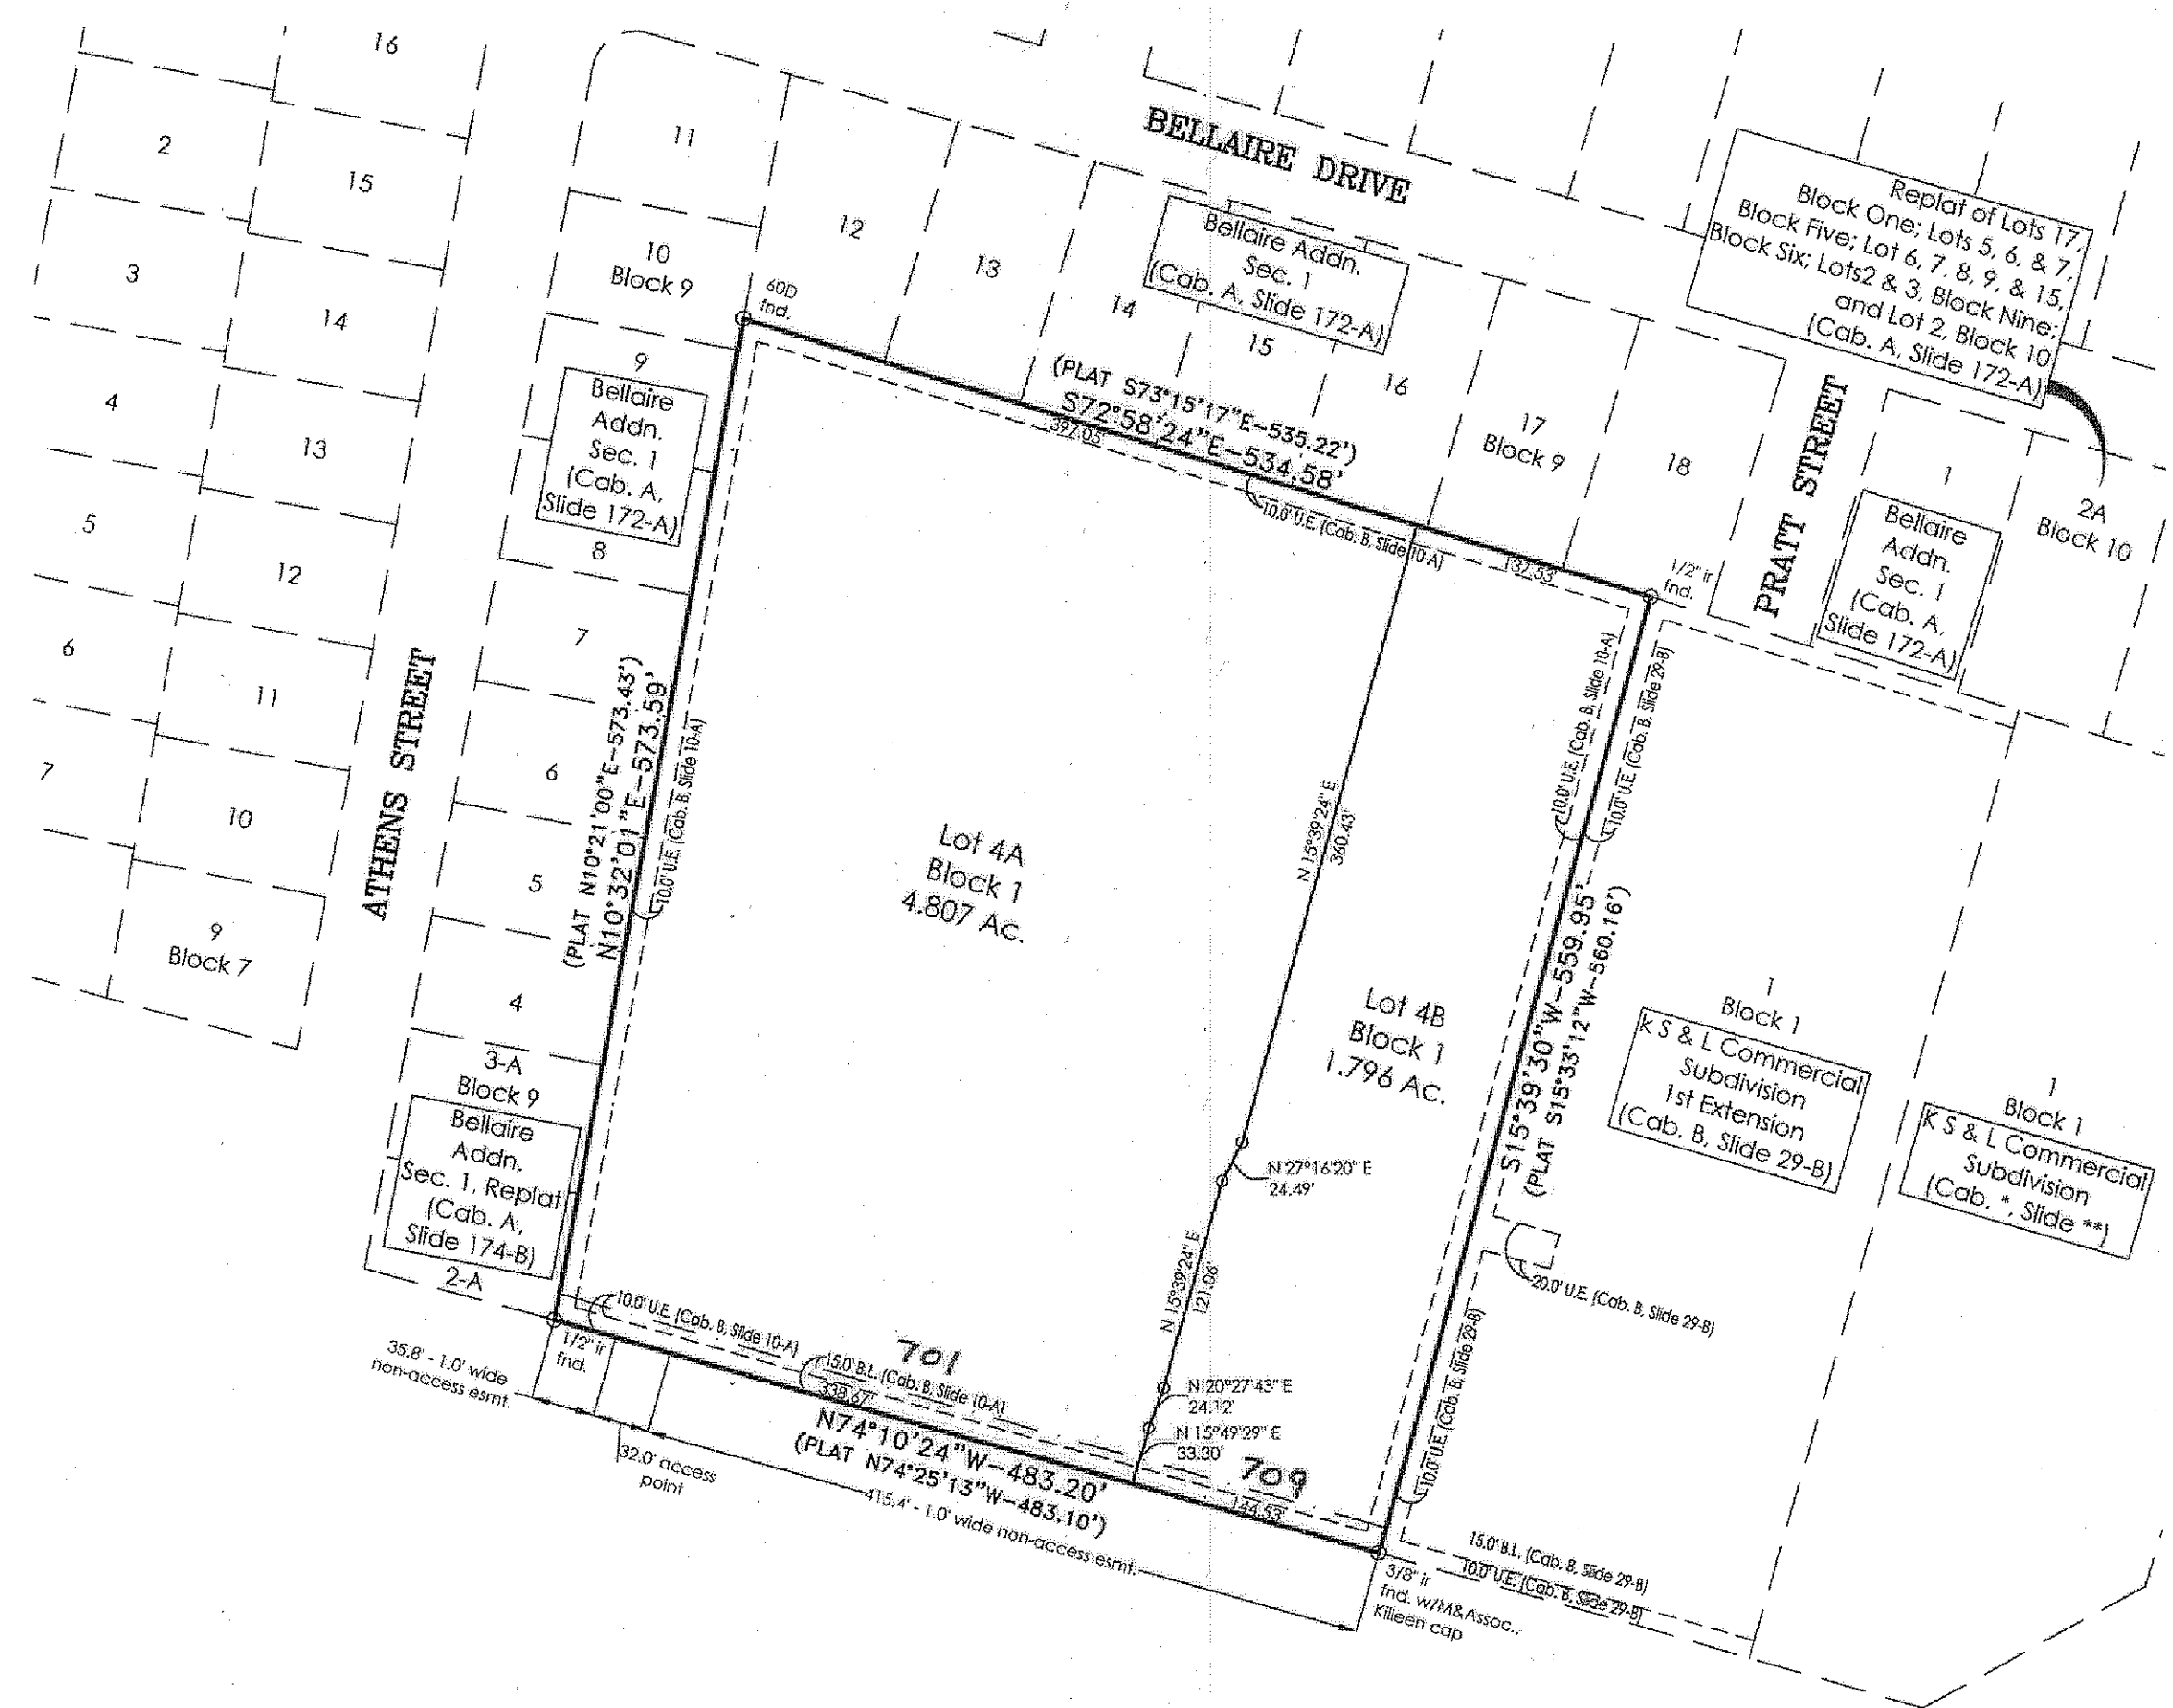 16
2
15
3
14
4
13
5
12
6
11
7
10
9
Block 7
ATHENS STREET
11
10
Block 9
12
13
14
15
16
17
Block 9
18
BELLAIRE DRIVE
Bellaire Addn.
Sec. 1
(Cab. A, Slide 172-A)
Replat of Lots 17,
Block One; Lots 5, 6, & 7,
Block Five; Lot 6, 7, 8, 9, & 15,
Block Six; Lots2 & 3, Block Nine;
and Lot 2, Block 10
(Cab. A, Slide 172-A)
PRATT STREET
1
Bellaire
Addn.
Sec. 1
(Cab. A,
Slide 172-A)
2A
Block 10
60D
fnd.
9
Bellaire
Addn.
Sec. 1
(Cab. A,
Slide 172-A)
8
7
6
5
4
3-A
Block 9
Bellaire
Addn.
Sec. 1, Replat
(Cab. A,
Slide 174-B)
2-A
(PLAT S73°15'17"E-535.22')
S72°58'24"E-534.58'
397.05'
10.0' U.E. (Cab. B, Slide 10-A)
137.53'
1/2" ir
fnd.
(PLAT N10°21'00"E-573.43')
N10°32'01"E-573.59'
10.0' U.E. (Cab. B, Slide 10-A)
Lot 4A
Block 1
4.807 Ac.
N 15°39'24" E
360.43'
Lot 4B
Block 1
1.796 Ac.
10.0' U.E. (Cab. B, Slide 10-A)
10.0' U.E. (Cab. B, Slide 29-B)
S15°39'30"W-559.95'
(PLAT S15°33'12"W-560.16')
1
Block 1
K S & L Commercial
Subdivision
1st Extension
(Cab. B, Slide 29-B)
1
Block 1
K S & L Commercial
Subdivision
(Cab. *, Slide **)
N 27°16'20" E
24.49'
N 15°39'24" E
121.06'
20.0' U.E. (Cab. B, Slide 29-B)
10.0' U.E. (Cab. B, Slide 29-B)
N 20°27'43" E
24.12'
N 15°49'29" E
33.30'
10.0' U.E. (Cab. B, Slide 10-A)
15.0' B.L. (Cab. B, Slide 10-A)
701
709
338.67'
144.53'
1/2" ir
fnd.
35.8' - 1.0' wide
non-access esmt.
32.0' access
point
N74°10'24"W-483.20'
(PLAT N74°25'13"W-483.10')
415.4' - 1.0' wide non-access esmt.
3/8" ir
fnd. w/M&Assoc.,
Killeen cap
15.0' B.L. (Cab. B, Slide 29-B)
10.0' U.E. (Cab. B, Slide 29-B)